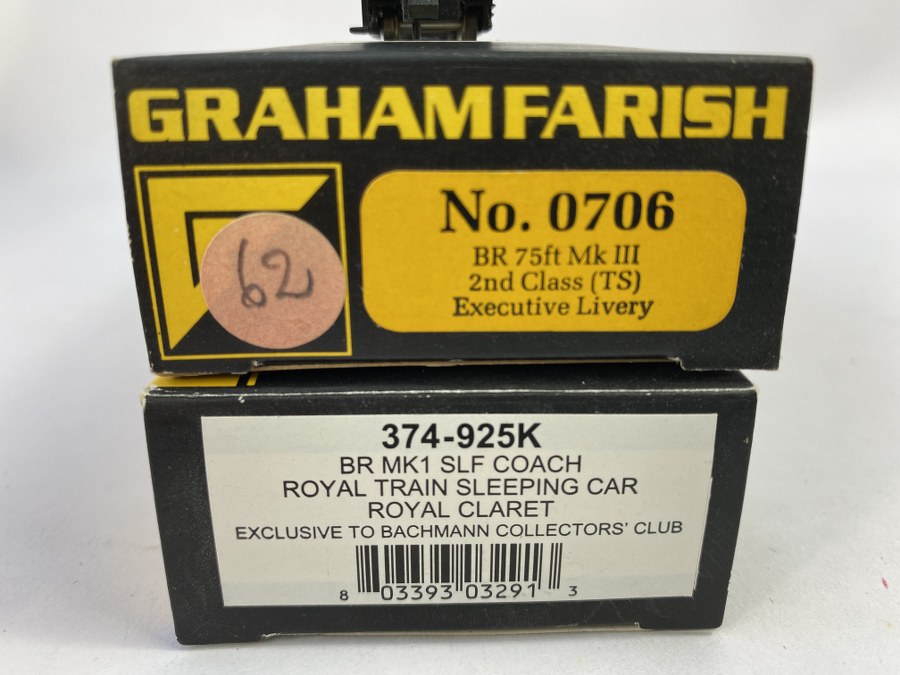 GRAHAM FARISH
No. 0706
BR 75ft Mk III
2nd Class (TS)
Executive Livery
62
374-925K
BR MK1 SLF COACH
ROYAL TRAIN SLEEPING CAR
ROYAL CLARET
EXCLUSIVE TO BACHMANN COLLECTORS' CLUB
8 03393 03291 3